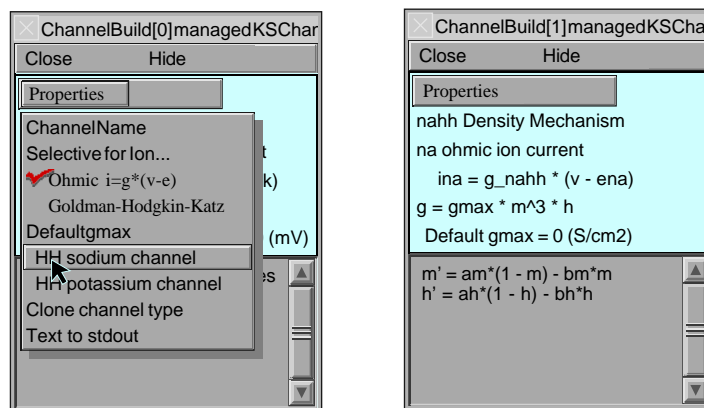 ChannelBuild[0]managedKSChar
Close Hide
Properties
ChannelName
Selective for Ion...
t
Ohmic i=g*(v-e)
k)
Goldman-Hodgkin-Katz
Defaultgmax
(mV)
HH sodium channel
es
HH potassium channel
Clone channel type
Text to stdout
ChannelBuild[1]managedKSCha
Close Hide
Properties
nahh Density Mechanism
na ohmic ion current
ina = g_nahh * (v - ena)
g = gmax * m^3 * h
Default gmax = 0 (S/cm2)
m' = am*(1 - m) - bm*m
h' = ah*(1 - h) - bh*h